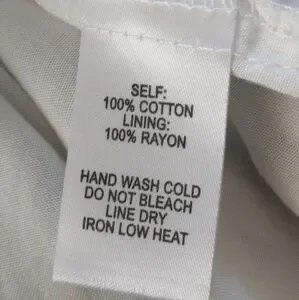 SELF:
100% COTTON
LINING:
100% RAYON
HAND WASH COLD
DO NOT BLEACH
LINE DRY
IRON LOW HEAT